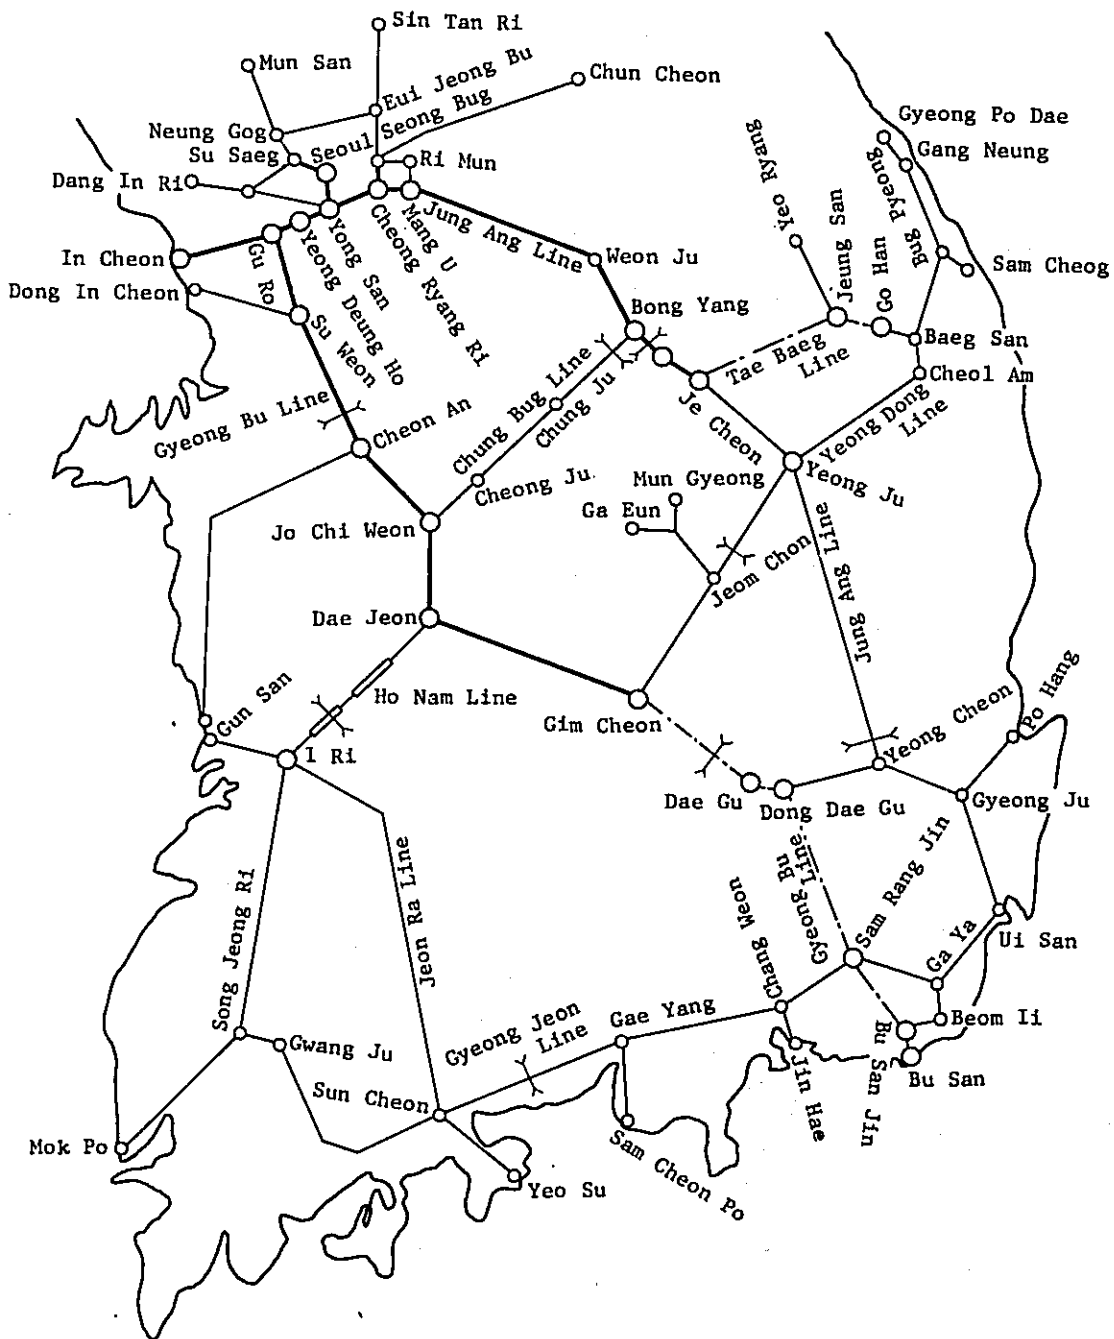 Sin Tan Ri
Mun San
Chun Cheon
Eui Jeong Bu
Seoul Seong Bug
Neung Gog
Su Saeg
Ri Mun
Dang In Ri
Gyeong Po Dae
Gang Neung
Bug Pyeong
Yeo Ryang
Jeung San
Go Han
Sam Cheog
Jung Ang Line
Mang U
Cheong Ryang Ri
Yong San
Yeong Deung Ho
Gu Ro
Su Weon
In Cheon
Dong In Cheon
Weon Ju
Bong Yang
Tae Baeg
Line
Baeg San
Cheol Am
Je Cheon
Yeong Dong
Line
Yeong Ju
Gyeong Bu Line
Cheon An
Chung Bug Line
Chung Ju
Cheong Ju
Mun Gyeong
Ga Eun
Jeom Chon
Jung Ang Line
Jo Chi Weon
Dae Jeon
Ho Nam Line
Gim Cheon
Gun San
I Ri
Yeong Cheon
Po Hang
Dae Gu
Dong Dae Gu
Gyeong Ju
Gyeong Bu
Line
Sam Rang Jin
Chang Weon
Song Jeong Ri
Jeon Ra Line
Ga Ya
Ui San
Gwang Ju
Gyeong Jeon
Line
Gae Yang
Beom Ii
Bu San Jin
Bu San
Jin Hae
Sun Cheon
Mok Po
Yeo Su
Sam Cheon Po